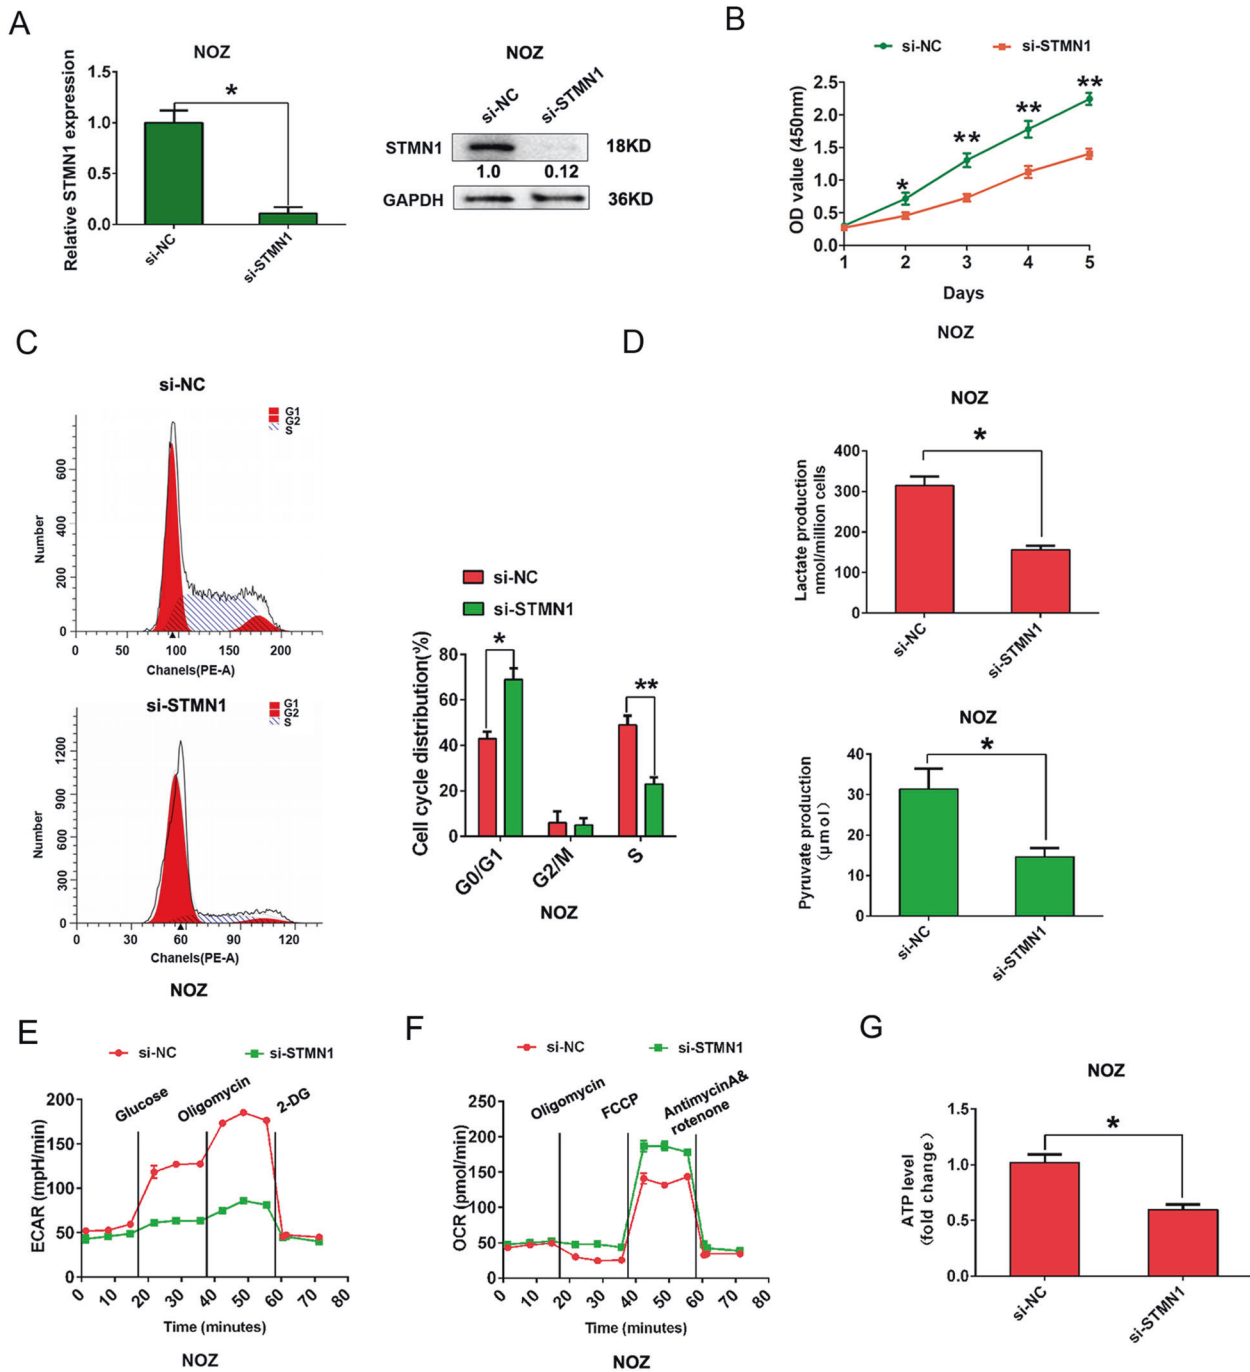 A
NOZ
Relative STMN1 expression
1.5
1.0
0.5
0.0
*
si-NC
si-STMN1
NOZ
si-NC
si-STMN1
STMN1
18KD
1.0
0.12
GAPDH
36KD
B
si-NC
si-STMN1
OD value (450nm)
2.5
2.0
1.5
1.0
0.5
0.0
*
**
**
**
1 2 3 4 5
Days
NOZ
C
si-NC
G1
G2
S
Number
600
400
200
0
0 50 100 150 200
Chanels(PE-A)
si-STMN1
G1
G2
S
Number
1200
900
600
300
0
0 30 60 90 120
Chanels(PE-A)
NOZ
si-NC
si-STMN1
Cell cycle distribution(%)
80
60
40
20
0
*
**
G0/G1
G2/M
S
NOZ
D
NOZ
Lactate production
nmol/million cells
400
300
200
100
0
*
si-NC
si-STMN1
NOZ
Pyruvate production
(μmol)
40
30
20
10
0
*
si-NC
si-STMN1
E
si-NC
si-STMN1
Glucose
Oligomycin
2-DG
ECAR (mpH/min)
200
150
100
50
0
0 10 20 30 40 50 60 70 80
Time (minutes)
NOZ
F
si-NC
si-STMN1
Oligomycin
FCCP
AntimycinA&
rotenone
OCR (pmol/min)
250
200
150
100
50
0
0 10 20 30 40 50 60 70 80
Time (minutes)
NOZ
G
NOZ
ATP level
(fold change)
1.5
1.0
0.5
0.0
*
si-NC
si-STMN1